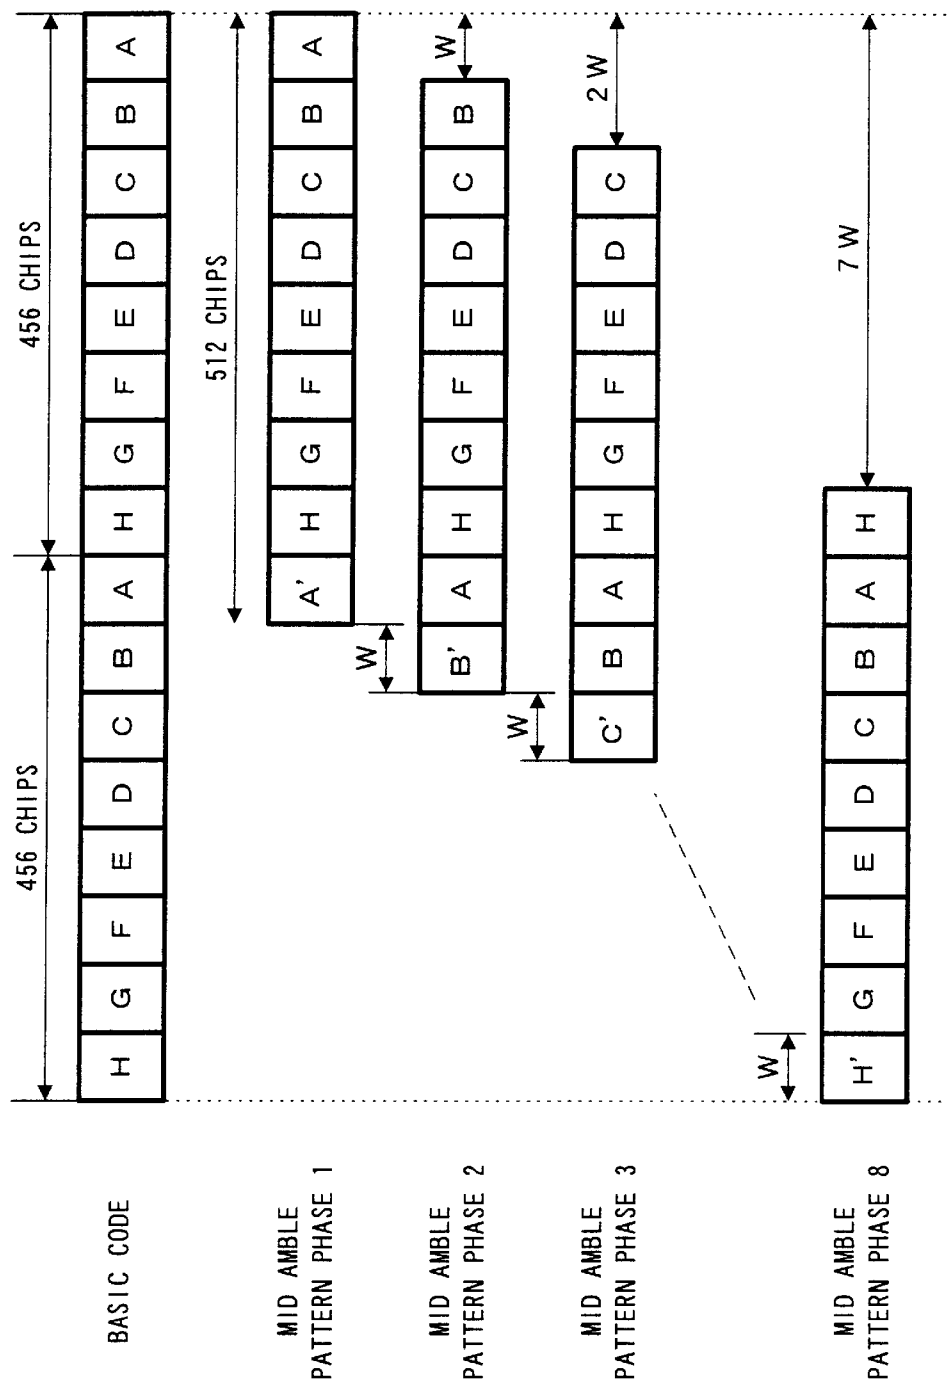 456 CHIPS 456 CHIPS
BASIC CODE H G F E D C B A H G F E D C B A
512 CHIPS
MID AMBLE
PATTERN PHASE 1
A' H G F E D C B A
W W
MID AMBLE
PATTERN PHASE 2
B' A H G F E D C B
W 2W
MID AMBLE
PATTERN PHASE 3
C' B A H G F E D C
W 7W
MID AMBLE
PATTERN PHASE 8
H' G F E D C B A H